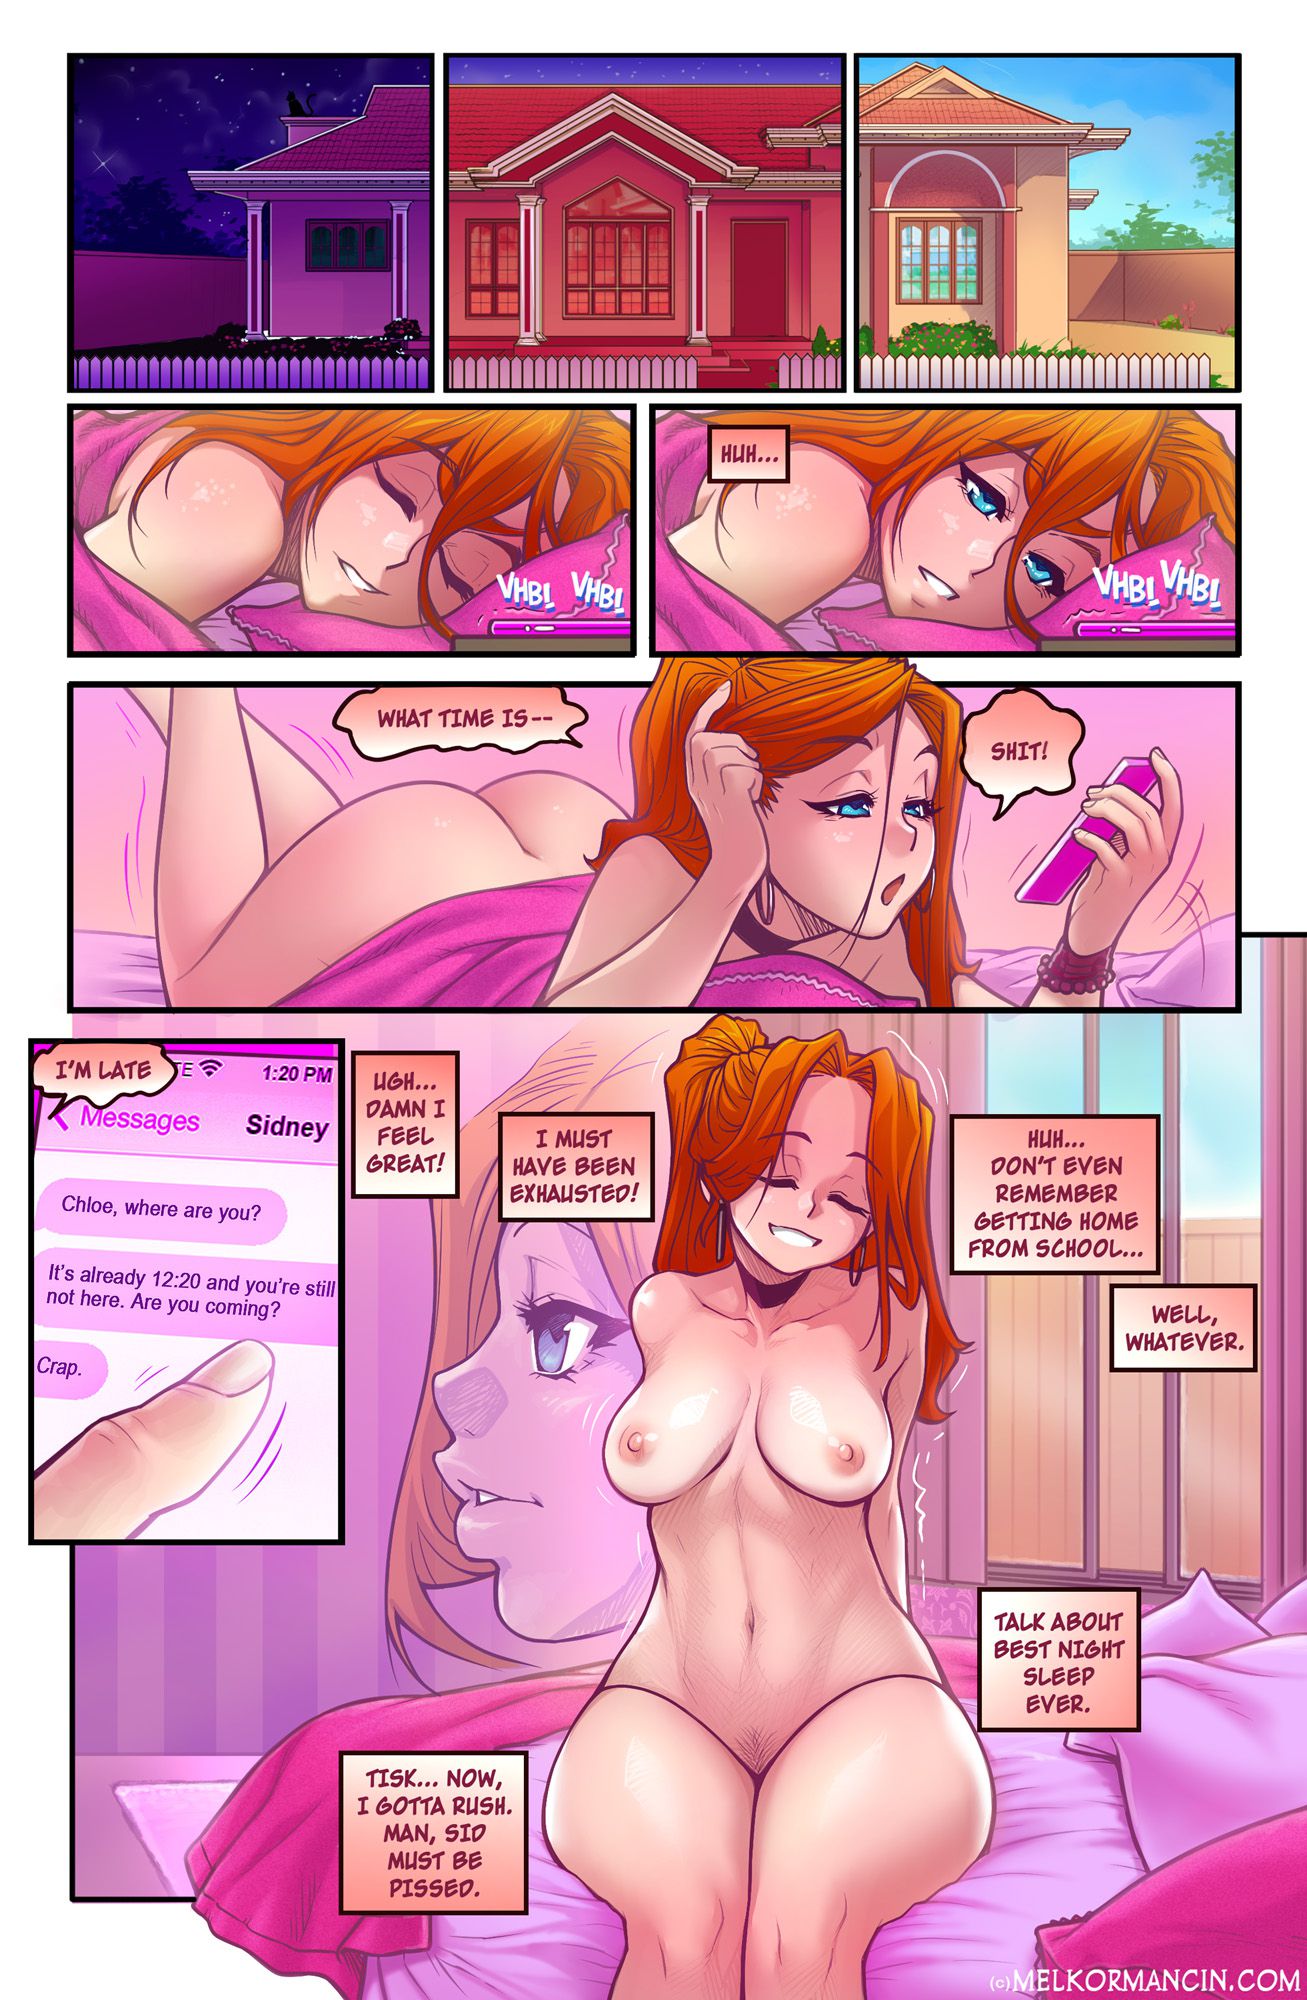 HUH...
VHB! VHB!
VHB! VHB!
WHAT TIME IS--
SHIT!
I'M LATE
TE 1:20 PM
Messages Sidney
Chloe, where are you?
It's already 12:20 and you're still
not here. Are you coming?
Crap.
UGH...
DAMN I
FEEL
GREAT!
I MUST
HAVE BEEN
EXHAUSTED!
HUH...
DON'T EVEN
REMEMBER
GETTING HOME
FROM SCHOOL...
WELL,
WHATEVER.
TALK ABOUT
BEST NIGHT
SLEEP
EVER.
TISK... NOW,
I GOTTA RUSH.
MAN, SID
MUST BE
PISSED.
(c)MELKORMANCIN.COM